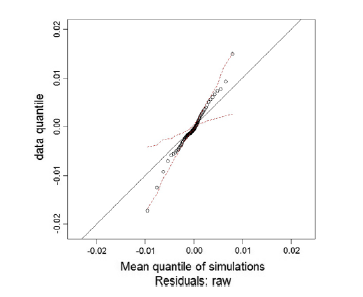 0.02
0.01
0.00
-0.01
-0.02
data quantile
-0.02 -0.01 0.00 0.01 0.02
Mean quantile of simulations
Residuals: raw